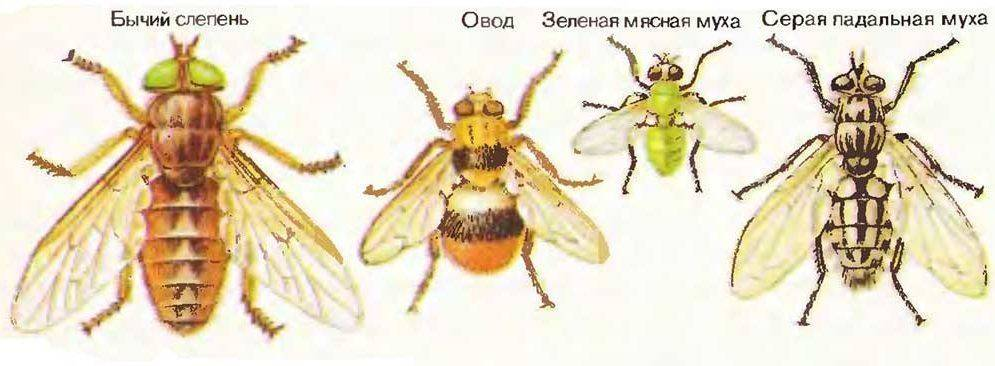 Бычий слепень
Овод
Зеленая мясная муха
Серая падальная муха